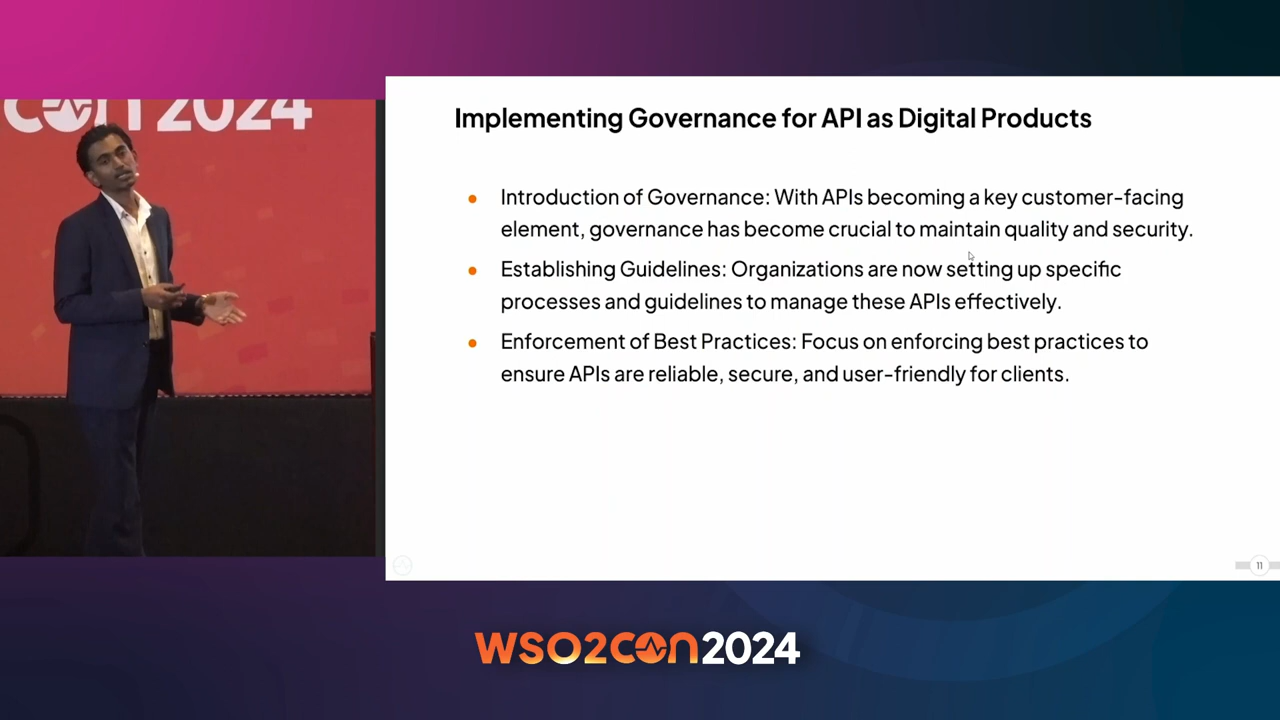 CON 2024
Implementing Governance for API as Digital Products
Introduction of Governance: With APIs becoming a key customer-facing
element, governance has become crucial to maintain quality and security.
Establishing Guidelines: Organizations are now setting up specific
processes and guidelines to manage these APIs effectively.
Enforcement of Best Practices: Focus on enforcing best practices to
ensure APIs are reliable, secure, and user-friendly for clients.
11
WSO2CON2024